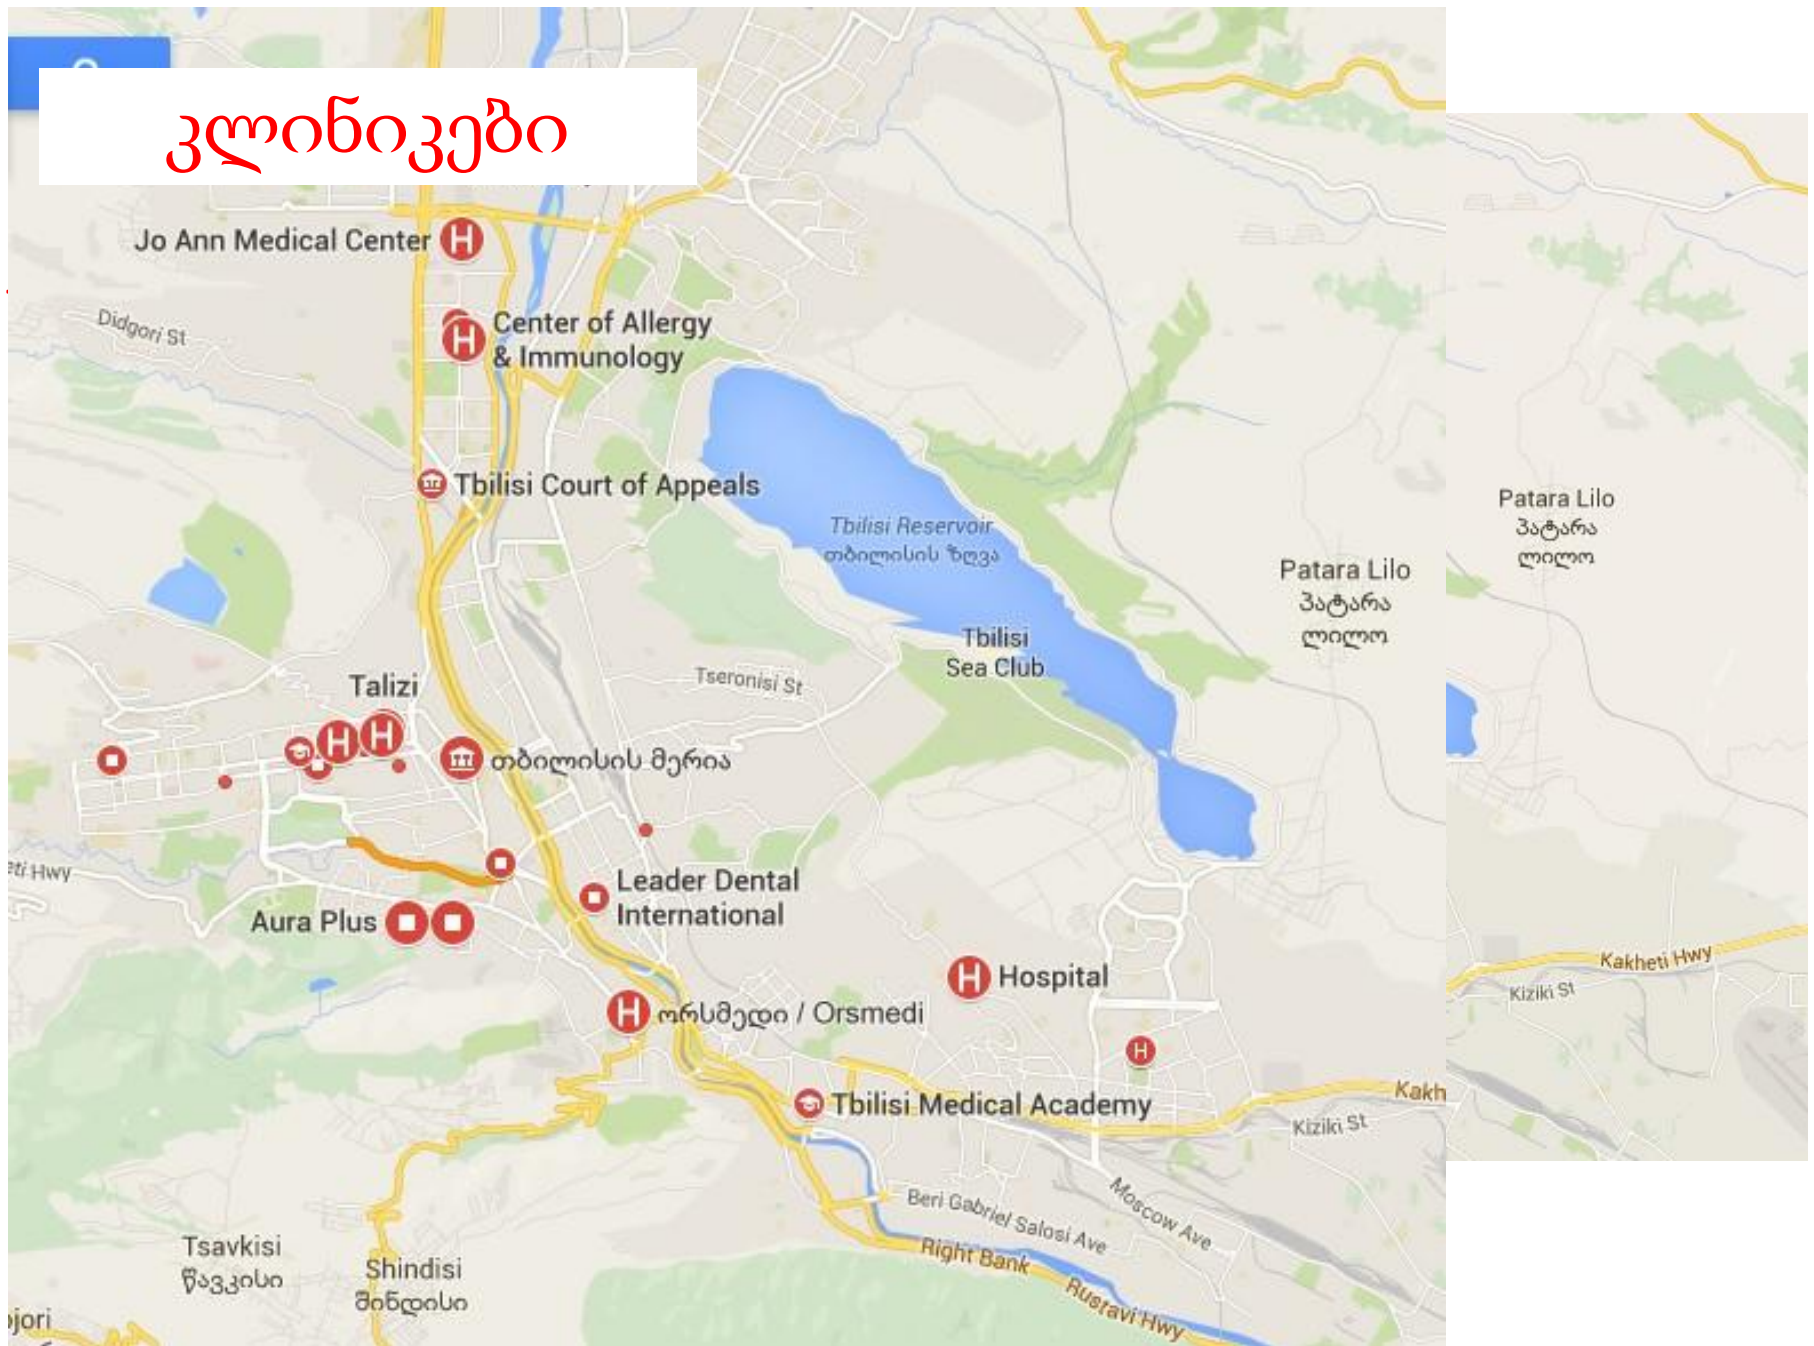 კლინიკები
Jo Ann Medical Center
Didgori St
Center of Allergy
& Immunology
Tbilisi Court of Appeals
Tbilisi Reservoir
თბილისის ზღვა
Patara Lilo
პატარა
ლილო
Patara Lilo
პატარა
ლილო
Tbilisi
Sea Club
Tseronisi St
Talizi
თბილისის მერია
Hwy
Leader Dental
International
Aura Plus
Hospital
ორსმედი / Orsmedi
Kakheti Hwy
Kiziki St
Tbilisi Medical Academy
Kakh
Kiziki St
Moscow Ave
Beri Gabriel Salosi Ave
Right Bank
Rustavi Hwy
Tsavkisi
წავკისი
Shindisi
შინდისი
jori